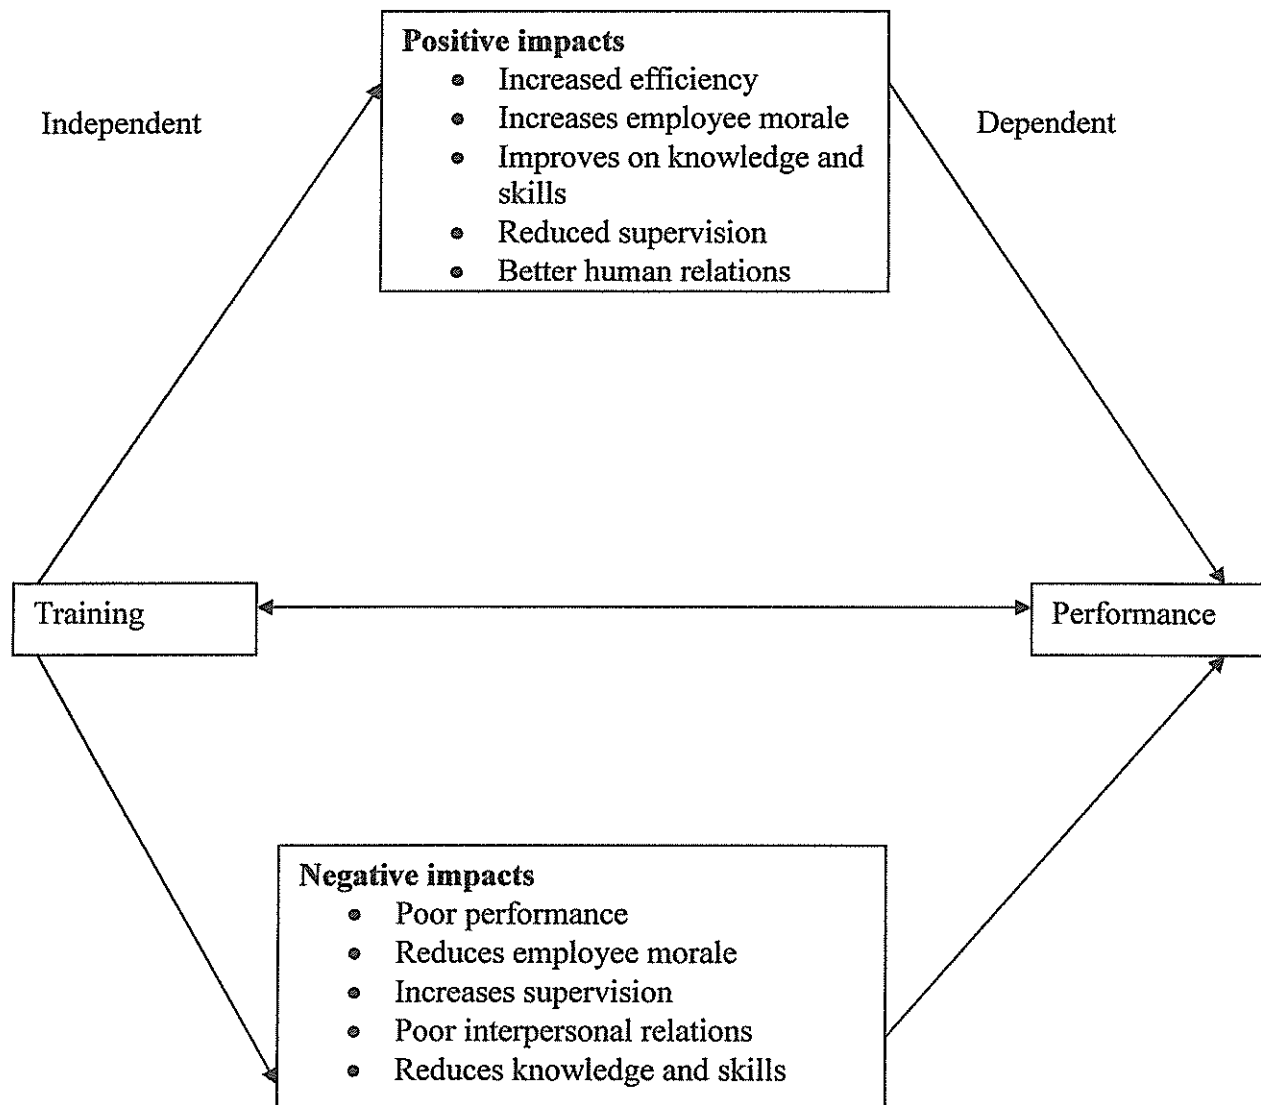 Positive impacts
• Increased efficiency
Independent
• Increases employee morale
Dependent
• Improves on knowledge and
skills
• Reduced supervision
• Better human relations
Training
Performance
Negative impacts
• Poor performance
• Reduces employee morale
• Increases supervision
• Poor interpersonal relations
• Reduces knowledge and skills